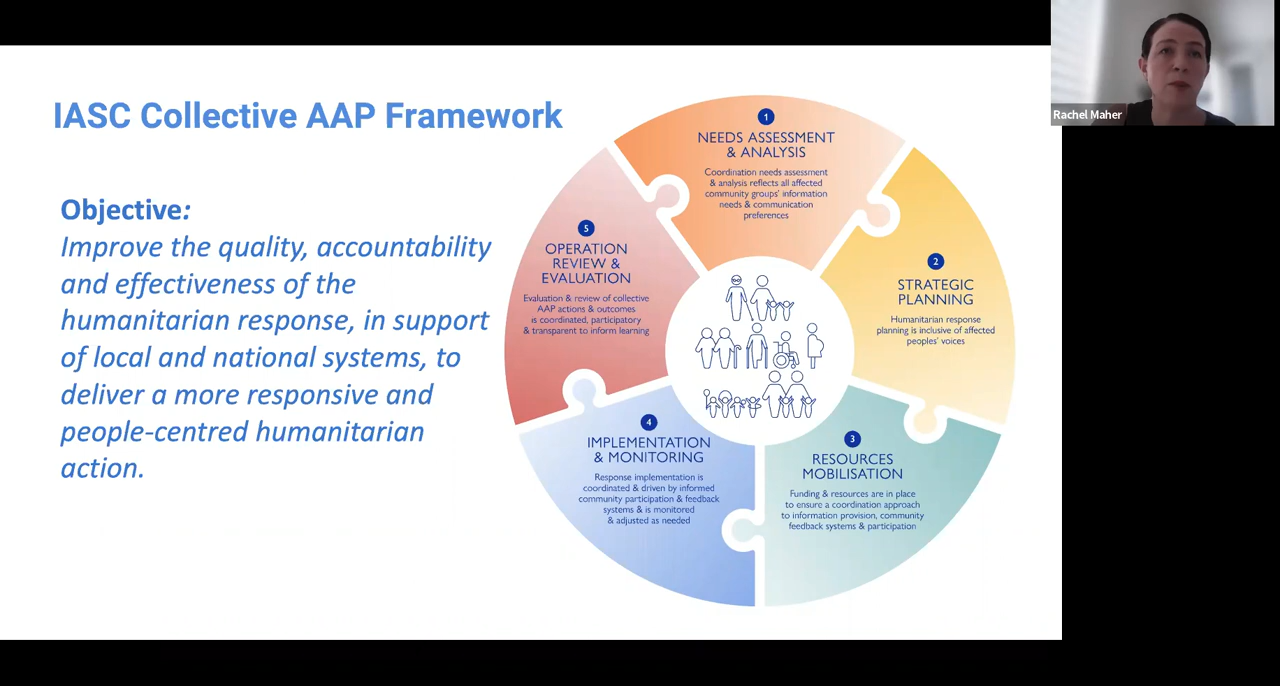 IASC Collective AAP Framework
Objective:
Improve the quality, accountability
and effectiveness of the
humanitarian response, in support
of local and national systems, to
deliver a more responsive and
people-centred humanitarian
action.
1
NEEDS ASSESSMENT
& ANALYSIS
Coordination needs assessment
& analysis reflects all affected
community groups' information
needs & communication
preferences
2
STRATEGIC
PLANNING
Humanitarian response
planning is inclusive of affected
peoples' voices
3
RESOURCES
MOBILISATION
Funding & resources are in place
to ensure a coordination approach
to information provision, community
feedback systems & participation
4
IMPLEMENTATION
& MONITORING
Response implementation is
coordinated & driven by informed
community participation & feedback
systems & is monitored
& adjusted as needed
5
OPERATION
REVIEW &
EVALUATION
Evaluation & review of collective
AAP actions & outcomes
is coordinated, participatory
& transparent to inform learning
Rachel Maher